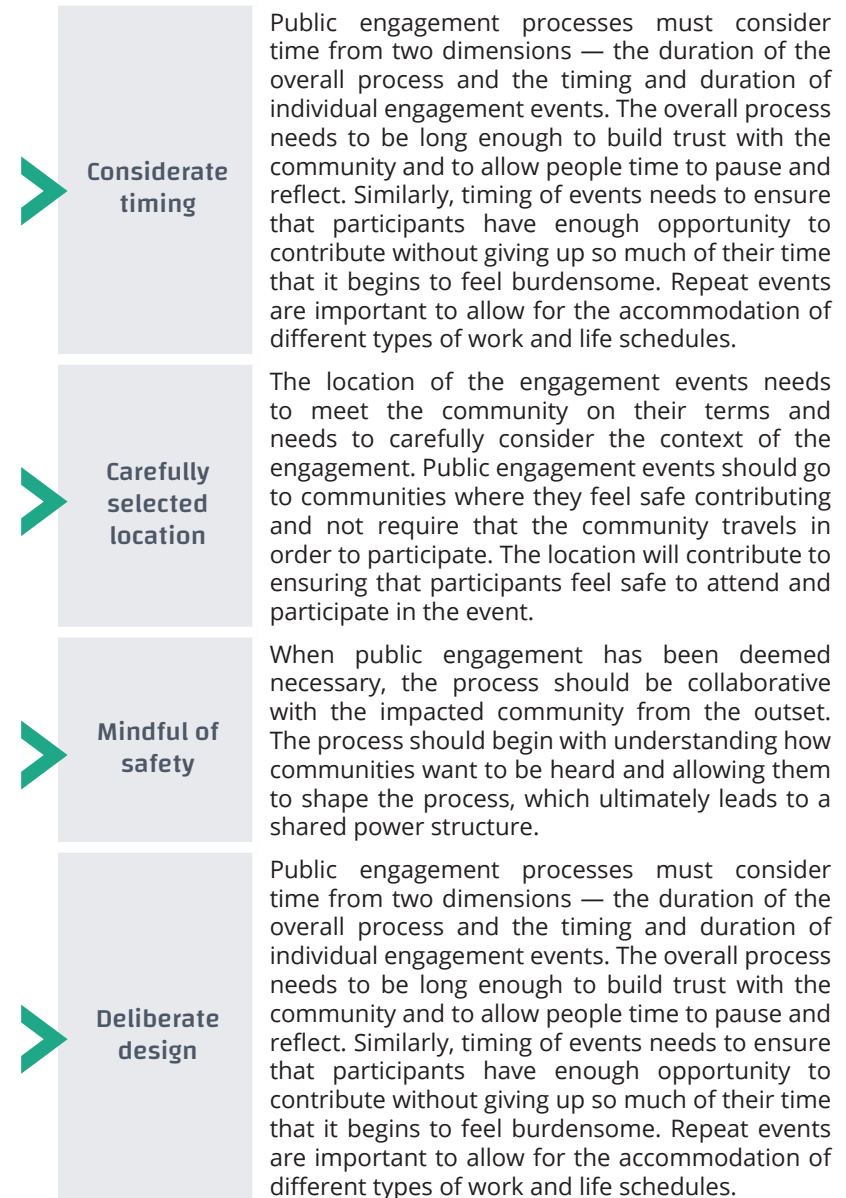 Considerate
timing
Public engagement processes must consider
time from two dimensions — the duration of the
overall process and the timing and duration of
individual engagement events. The overall process
needs to be long enough to build trust with the
community and to allow people time to pause and
reflect. Similarly, timing of events needs to ensure
that participants have enough opportunity to
contribute without giving up so much of their time
that it begins to feel burdensome. Repeat events
are important to allow for the accommodation of
different types of work and life schedules.
Carefully
selected
location
The location of the engagement events needs
to meet the community on their terms and
needs to carefully consider the context of the
engagement. Public engagement events should go
to communities where they feel safe contributing
and not require that the community travels in
order to participate. The location will contribute to
ensuring that participants feel safe to attend and
participate in the event.
Mindful of
safety
When public engagement has been deemed
necessary, the process should be collaborative
with the impacted community from the outset.
The process should begin with understanding how
communities want to be heard and allowing them
to shape the process, which ultimately leads to a
shared power structure.
Deliberate
design
Public engagement processes must consider
time from two dimensions — the duration of the
overall process and the timing and duration of
individual engagement events. The overall process
needs to be long enough to build trust with the
community and to allow people time to pause and
reflect. Similarly, timing of events needs to ensure
that participants have enough opportunity to
contribute without giving up so much of their time
that it begins to feel burdensome. Repeat events
are important to allow for the accommodation of
different types of work and life schedules.